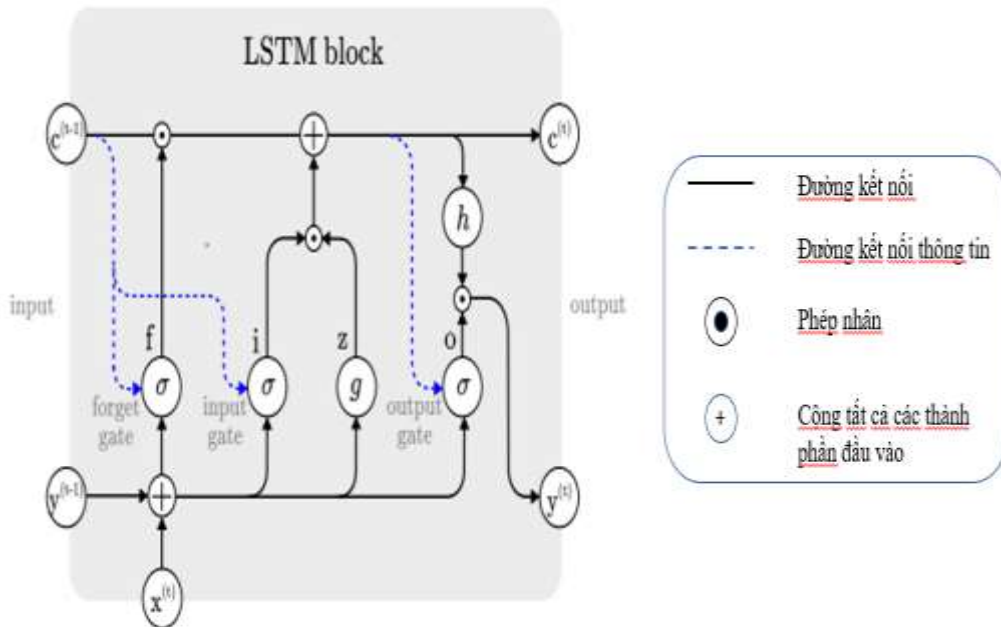 LSTM block
c⁽ᵗ⁻¹⁾
+
c⁽ᵗ⁾
h
input
output
f
i
z
o
σ
σ
g
σ
forget
gate
input
gate
output
gate
y⁽ᵗ⁻¹⁾
+
y⁽ᵗ⁾
x⁽ᵗ⁾
Đường kết nối
Đường kết nối thông tin
Phép nhân
+
Cộng tất cả các thành
phần đầu vào